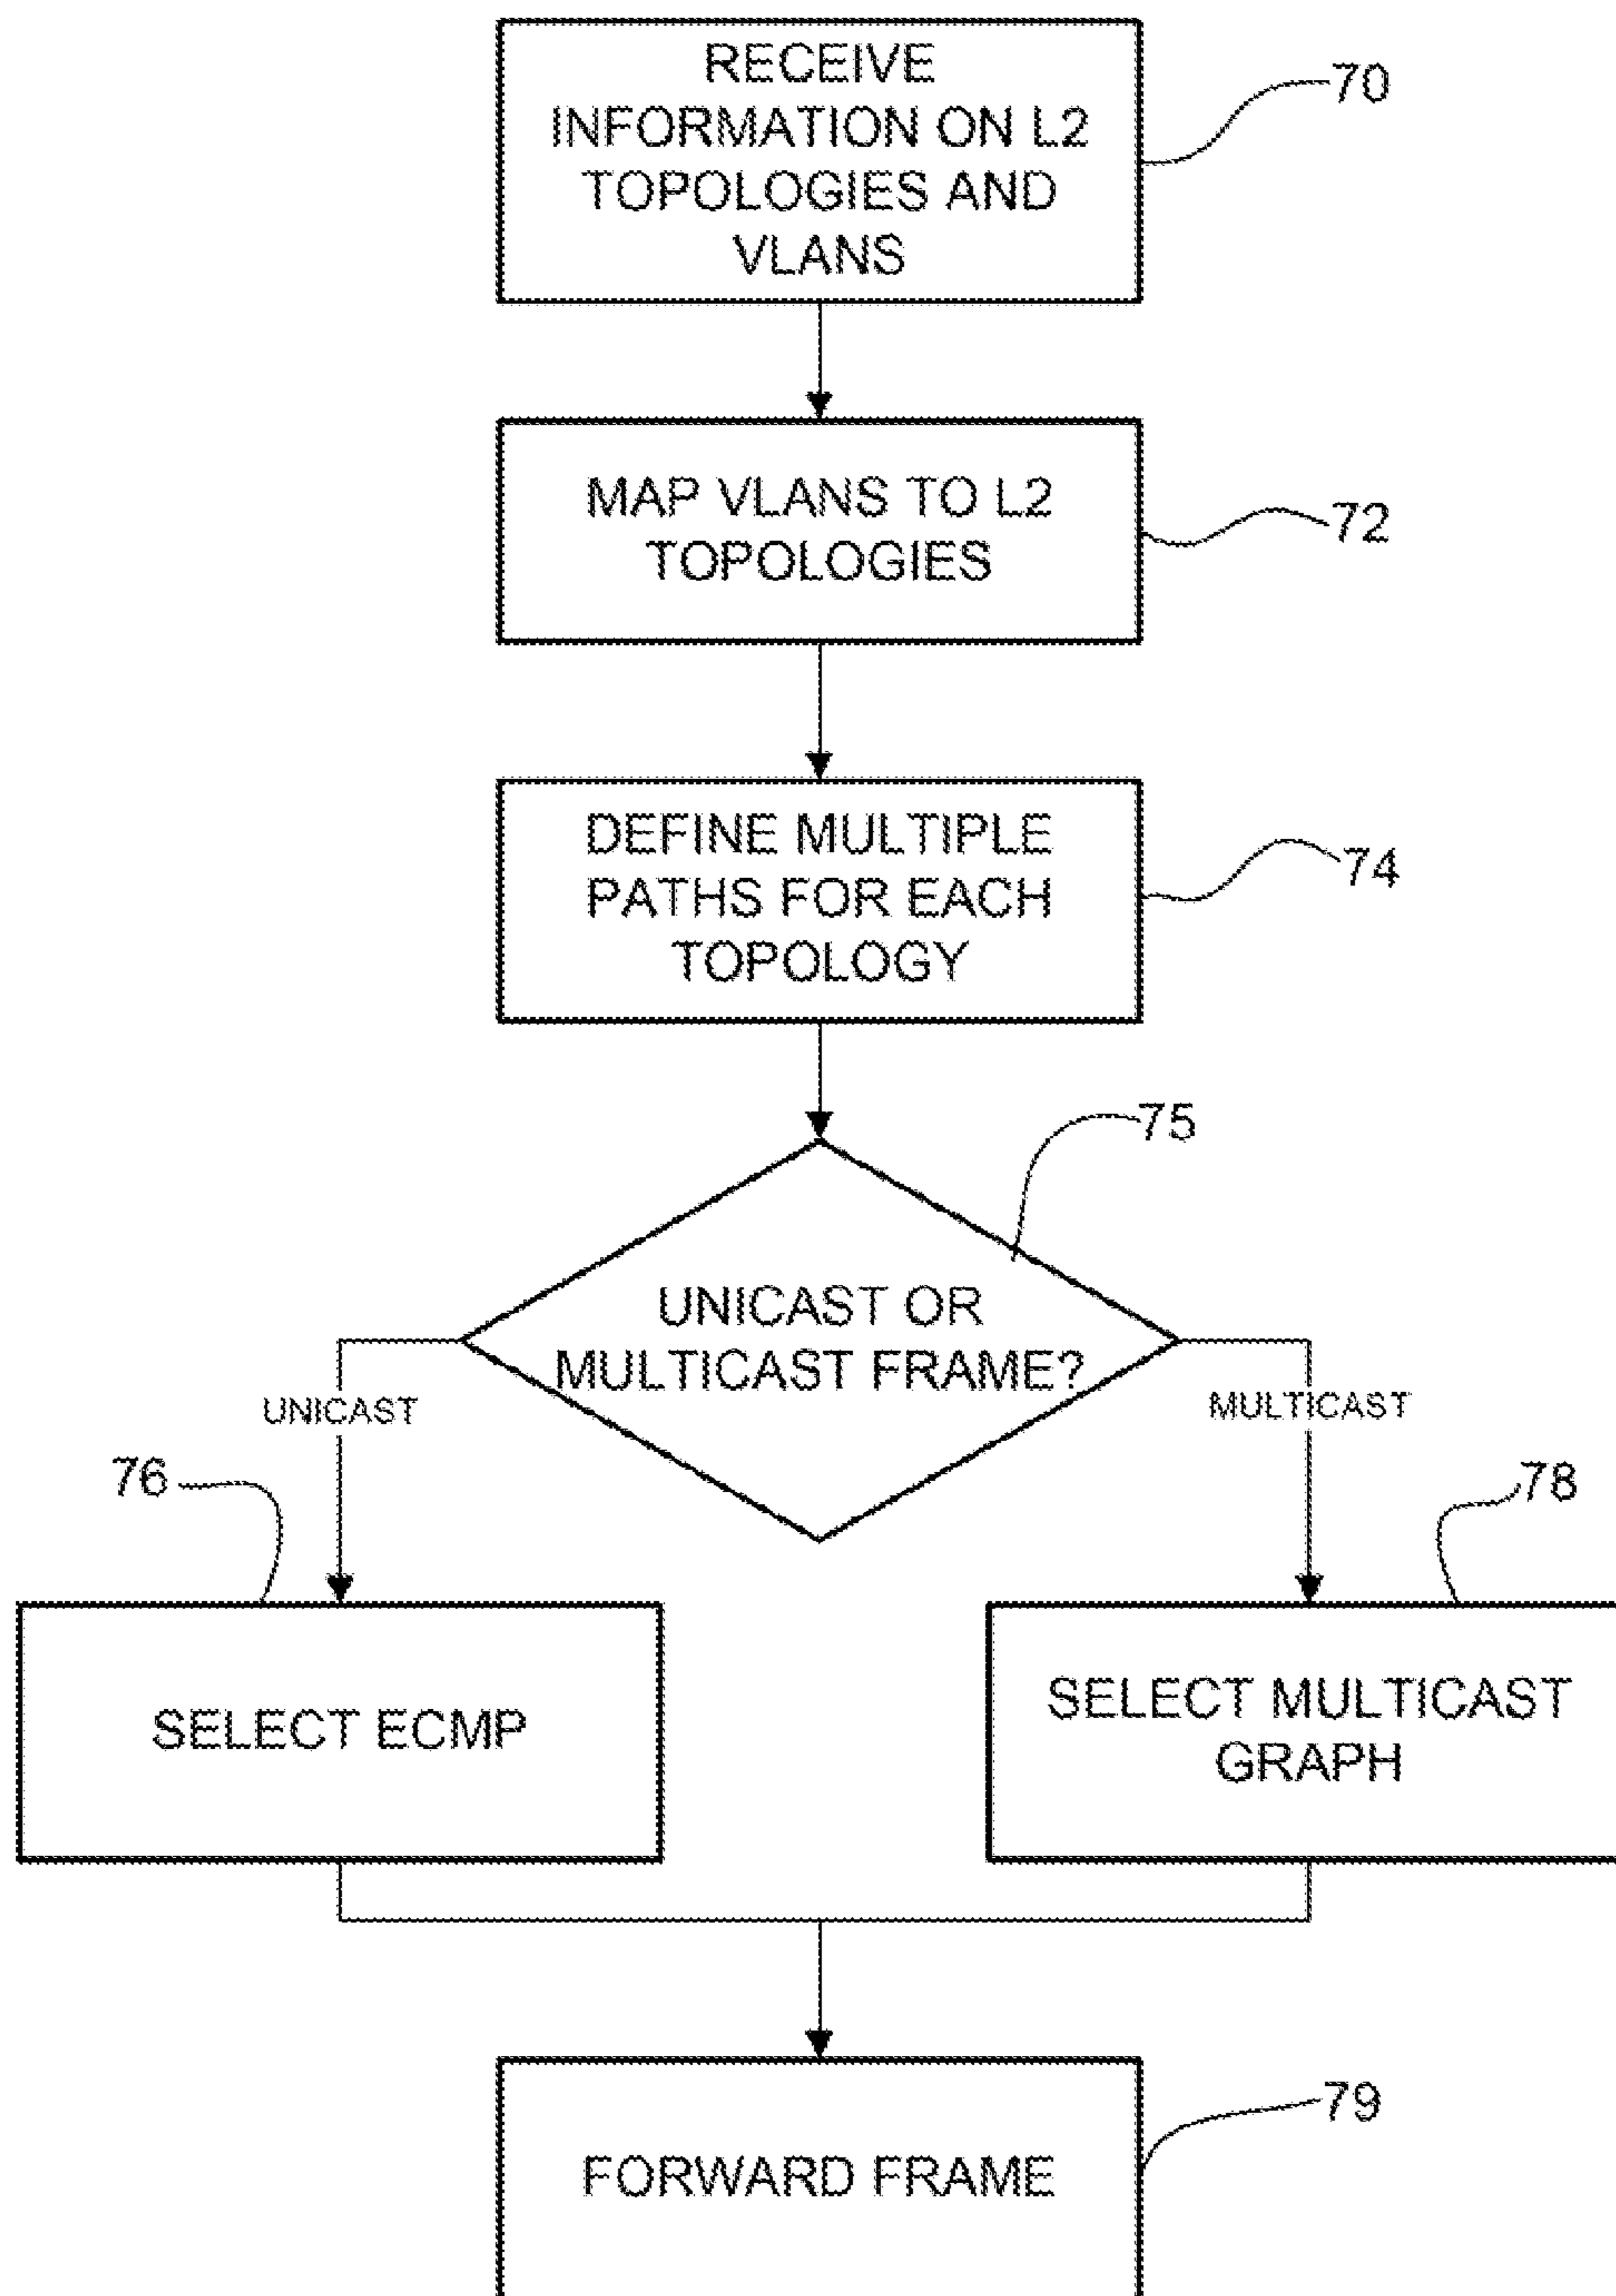 RECEIVE
INFORMATION ON L2
TOPOLOGIES AND
VLANS
70
MAP VLANS TO L2
TOPOLOGIES
72
DEFINE MULTIPLE
PATHS FOR EACH
TOPOLOGY
74
75
UNICAST OR
MULTICAST FRAME?
UNICAST
MULTICAST
76
78
SELECT ECMP
SELECT MULTICAST
GRAPH
79
FORWARD FRAME